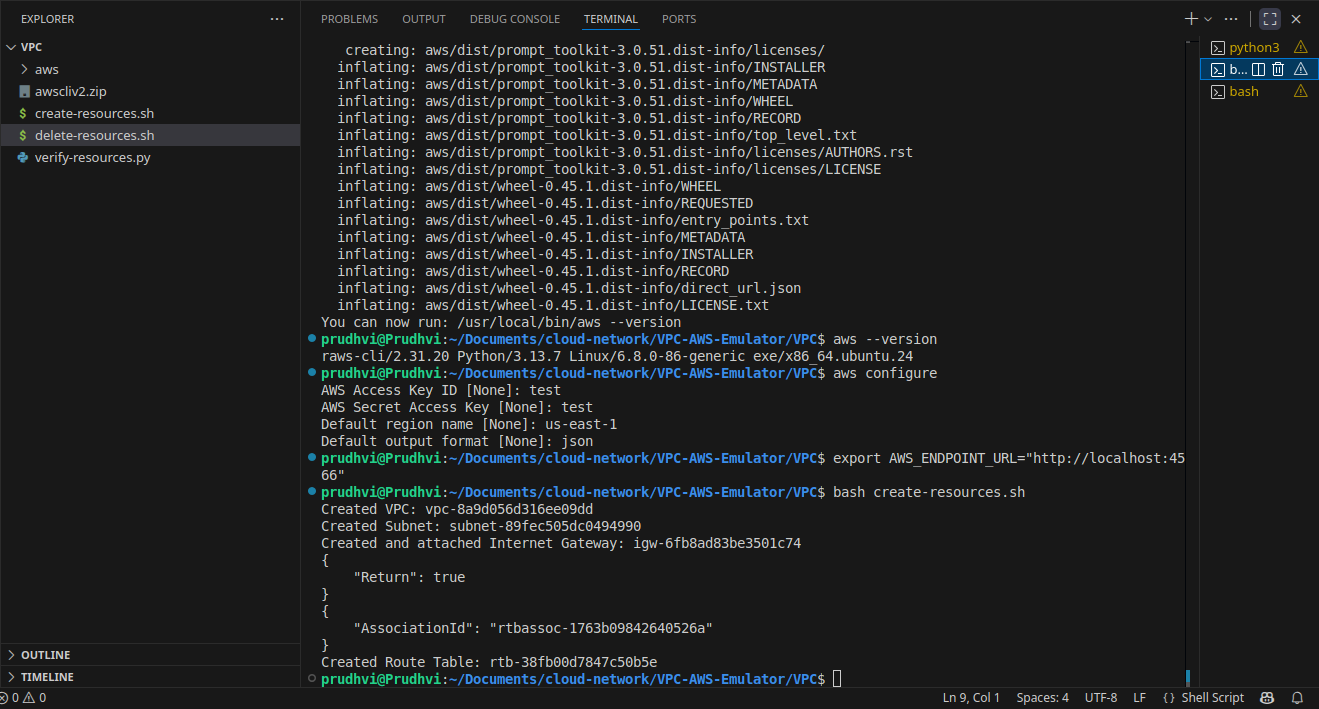 EXPLORER
VPC
aws
awscliv2.zip
$ create-resources.sh
$ delete-resources.sh
verify-resources.py
OUTLINE
TIMELINE
PROBLEMS OUTPUT DEBUG CONSOLE TERMINAL PORTS
creating: aws/dist/prompt_toolkit-3.0.51.dist-info/licenses/
inflating: aws/dist/prompt_toolkit-3.0.51.dist-info/INSTALLER
inflating: aws/dist/prompt_toolkit-3.0.51.dist-info/METADATA
inflating: aws/dist/prompt_toolkit-3.0.51.dist-info/WHEEL
inflating: aws/dist/prompt_toolkit-3.0.51.dist-info/RECORD
inflating: aws/dist/prompt_toolkit-3.0.51.dist-info/top_level.txt
inflating: aws/dist/prompt_toolkit-3.0.51.dist-info/licenses/AUTHORS.rst
inflating: aws/dist/prompt_toolkit-3.0.51.dist-info/licenses/LICENSE
inflating: aws/dist/wheel-0.45.1.dist-info/WHEEL
inflating: aws/dist/wheel-0.45.1.dist-info/REQUESTED
inflating: aws/dist/wheel-0.45.1.dist-info/entry_points.txt
inflating: aws/dist/wheel-0.45.1.dist-info/METADATA
inflating: aws/dist/wheel-0.45.1.dist-info/INSTALLER
inflating: aws/dist/wheel-0.45.1.dist-info/RECORD
inflating: aws/dist/wheel-0.45.1.dist-info/direct_url.json
inflating: aws/dist/wheel-0.45.1.dist-info/LICENSE.txt
You can now run: /usr/local/bin/aws --version
prudhvi@Prudhvi:~/Documents/cloud-network/VPC-AWS-Emulator/VPC$ aws --version
raws-cli/2.31.20 Python/3.13.7 Linux/6.8.0-86-generic exe/x86_64.ubuntu.24
prudhvi@Prudhvi:~/Documents/cloud-network/VPC-AWS-Emulator/VPC$ aws configure
AWS Access Key ID [None]: test
AWS Secret Access Key [None]: test
Default region name [None]: us-east-1
Default output format [None]: json
prudhvi@Prudhvi:~/Documents/cloud-network/VPC-AWS-Emulator/VPC$ export AWS_ENDPOINT_URL="http://localhost:45
66"
prudhvi@Prudhvi:~/Documents/cloud-network/VPC-AWS-Emulator/VPC$ bash create-resources.sh
Created VPC: vpc-8a9d056d316ee09dd
Created Subnet: subnet-89fec505dc0494990
Created and attached Internet Gateway: igw-6fb8ad83be3501c74
{
"Return": true
}
{
"AssociationId": "rtbassoc-1763b09842640526a"
}
Created Route Table: rtb-38fb00d7847c50b5e
prudhvi@Prudhvi:~/Documents/cloud-network/VPC-AWS-Emulator/VPC$
python3
b...
bash
0 0
Ln 9, Col 1 Spaces: 4 UTF-8 LF {} Shell Script